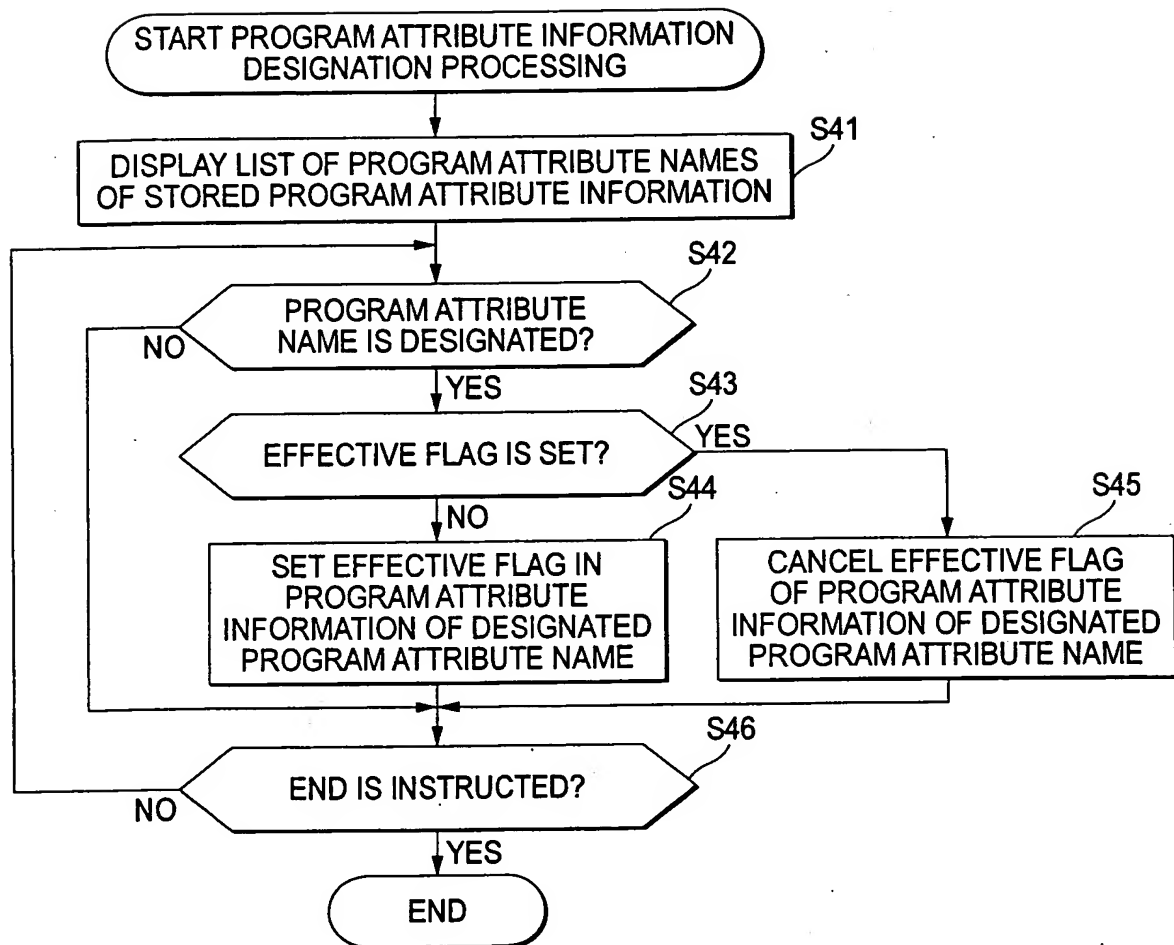 START PROGRAM ATTRIBUTE INFORMATION
DESIGNATION PROCESSING
S41
DISPLAY LIST OF PROGRAM ATTRIBUTE NAMES
OF STORED PROGRAM ATTRIBUTE INFORMATION
S42
PROGRAM ATTRIBUTE
NAME IS DESIGNATED?
NO
YES
S43
EFFECTIVE FLAG IS SET?
YES
NO
S44
SET EFFECTIVE FLAG IN
PROGRAM ATTRIBUTE
INFORMATION OF DESIGNATED
PROGRAM ATTRIBUTE NAME
S45
CANCEL EFFECTIVE FLAG
OF PROGRAM ATTRIBUTE
INFORMATION OF DESIGNATED
PROGRAM ATTRIBUTE NAME
S46
END IS INSTRUCTED?
NO
YES
END